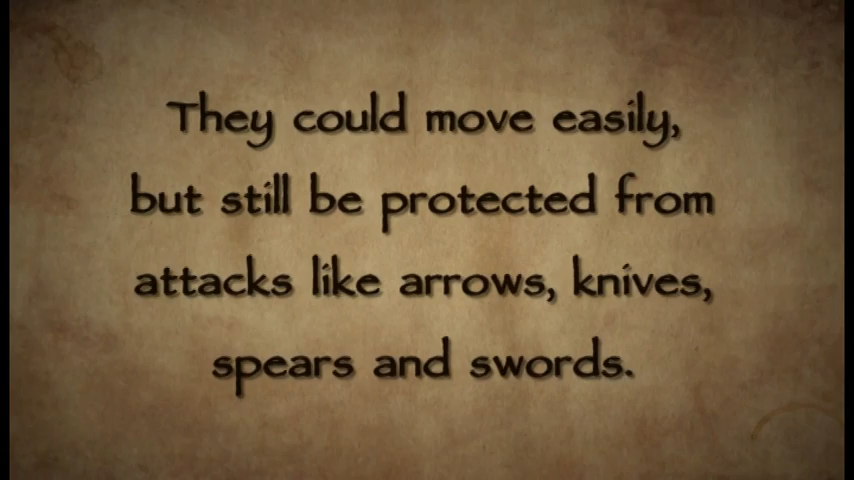 They could move easily,
but still be protected from
attacks like arrows, knives,
spears and swords.